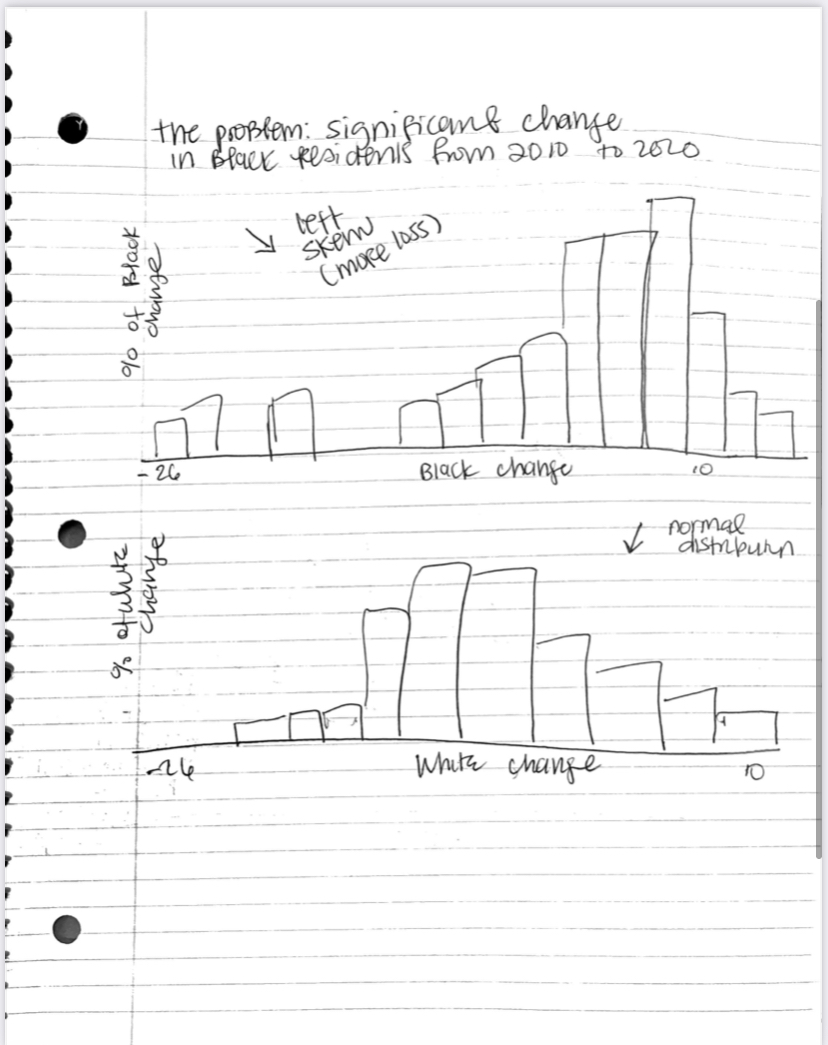 the problem: significant change
in Black residents from 2010 to 2020
left
skew
(more loss)
% of Black
change
-26
Black change
10
normal
distributun
% of White
change
-26
White change
10